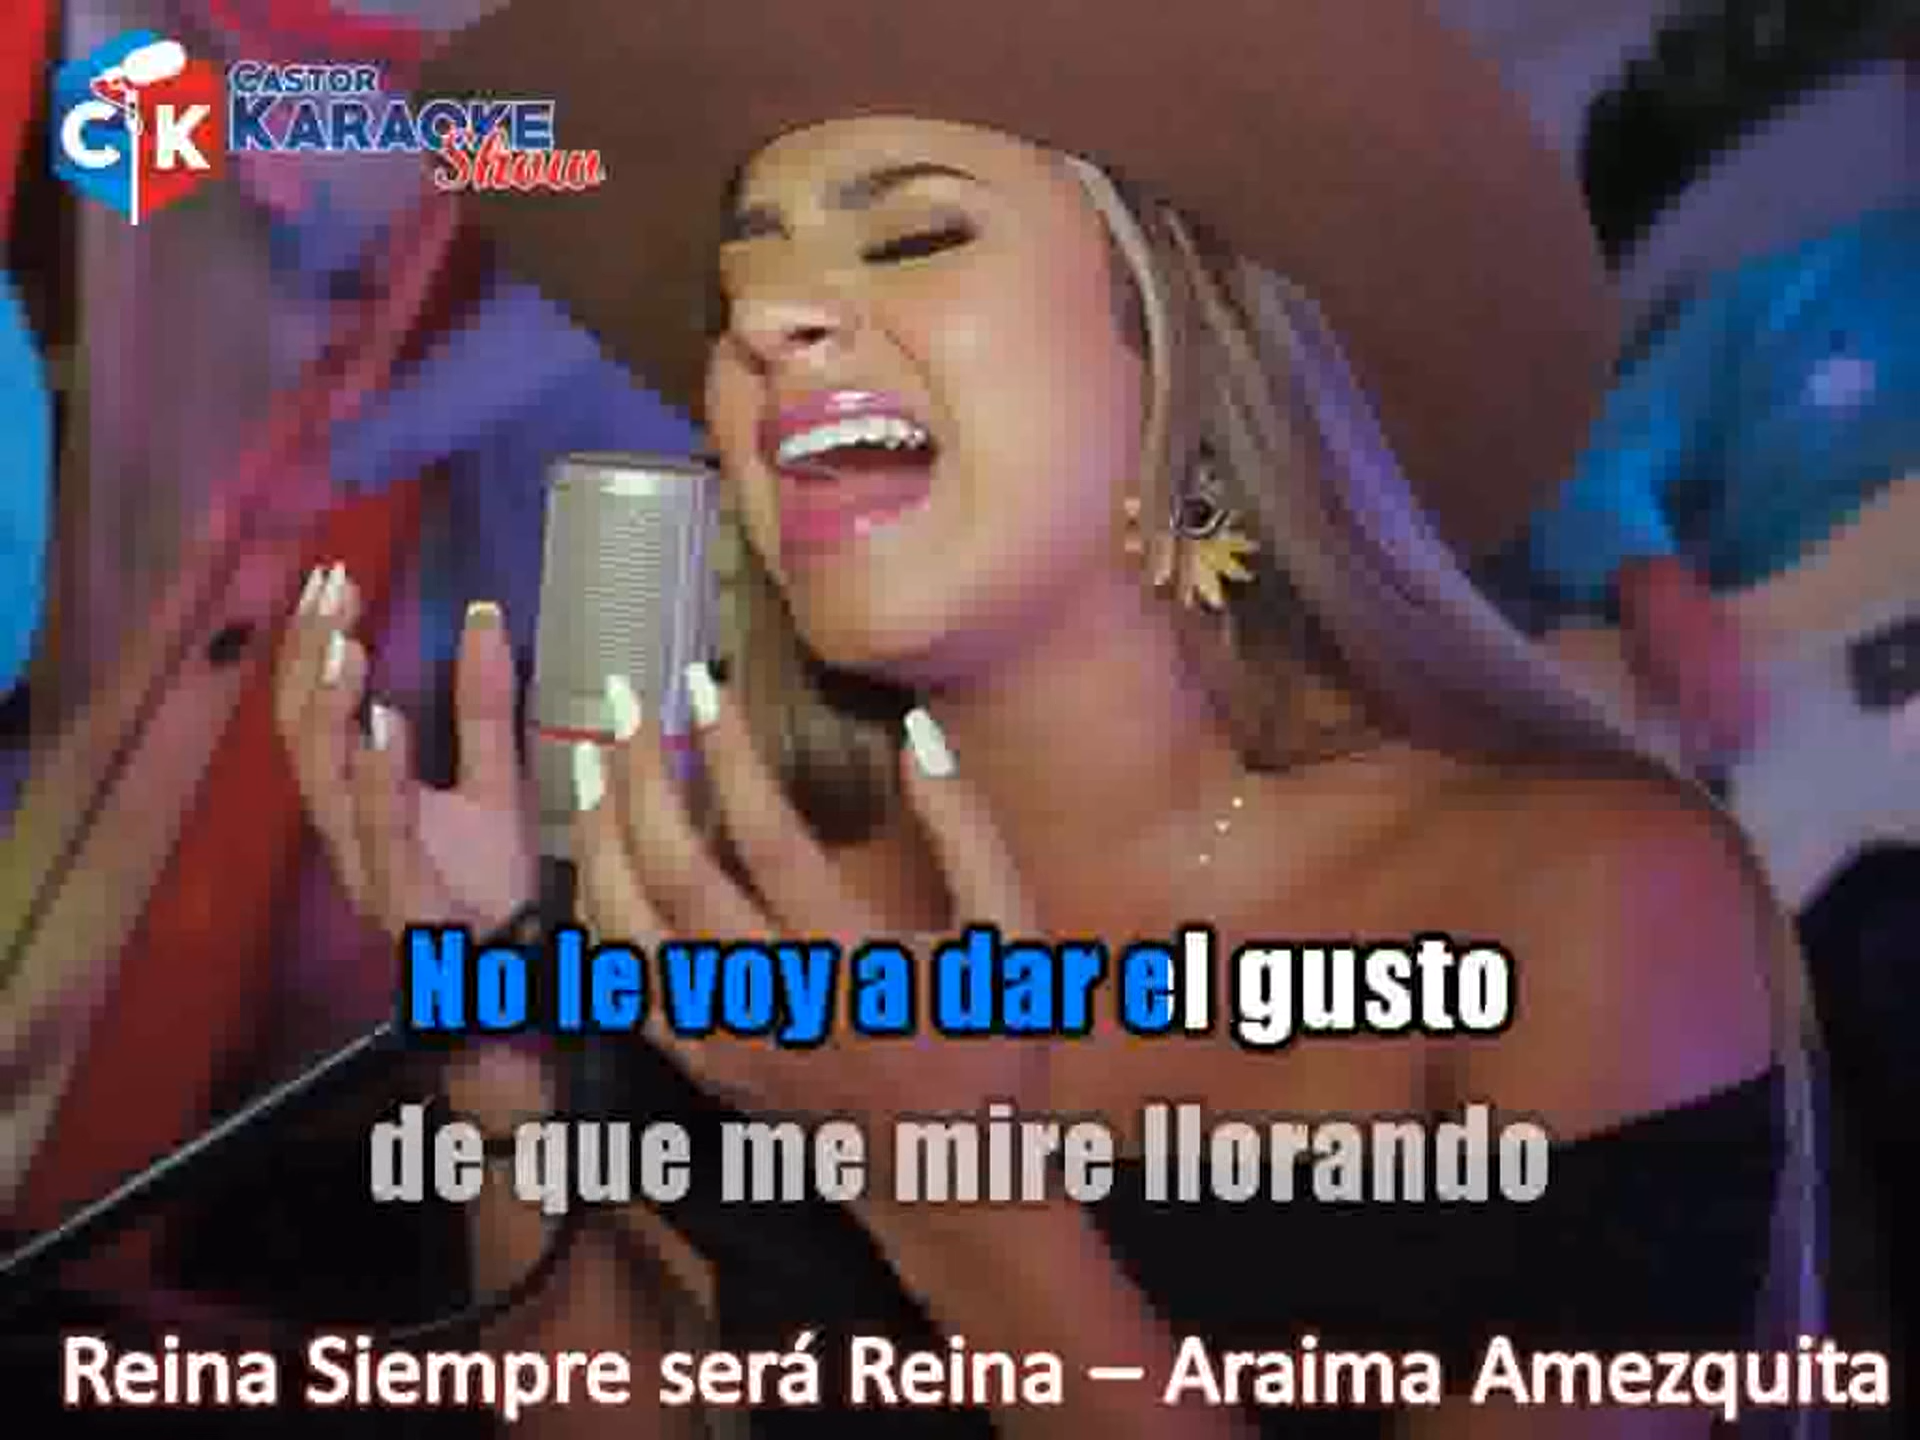 CK
CASTOR
KARAOKE
Show
No le voy a dar el gusto
de que me mire llorando
Reina Siempre será Reina – Araima Amezquita